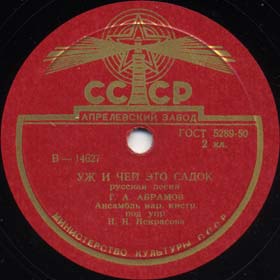 СССР
АПРЕЛЕВСКИЙ ЗАВОД
ГОСТ 5289-50
2 кл.
В—14627
УЖ И ЧЕЙ ЭТО САДОК
русская песня
Г. А. АБРАМОВ
Ансамбль нар. инстр.
под упр.
Н. Н. Некрасова
МИНИСТЕРСТВО КУЛЬТУРЫ СССР